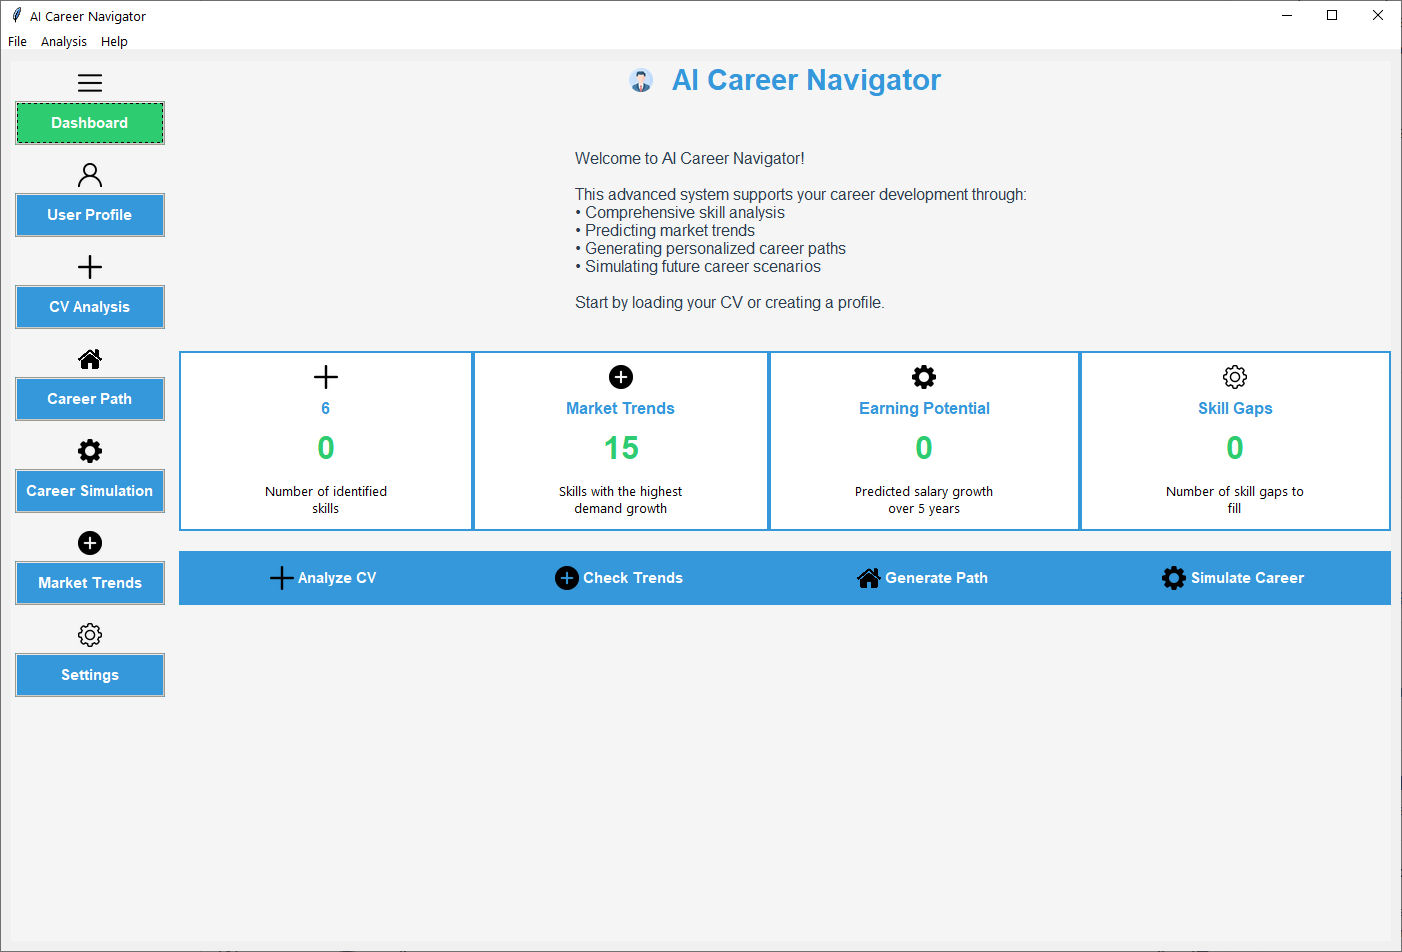 AI Career Navigator
File Analysis Help
AI Career Navigator
Dashboard
User Profile
CV Analysis
Career Path
Career Simulation
Market Trends
Settings
Welcome to AI Career Navigator!
This advanced system supports your career development through:
• Comprehensive skill analysis
• Predicting market trends
• Generating personalized career paths
• Simulating future career scenarios
Start by loading your CV or creating a profile.
6
0
Number of identified
skills
Market Trends
15
Skills with the highest
demand growth
Earning Potential
0
Predicted salary growth
over 5 years
Skill Gaps
0
Number of skill gaps to
fill
Analyze CV
Check Trends
Generate Path
Simulate Career